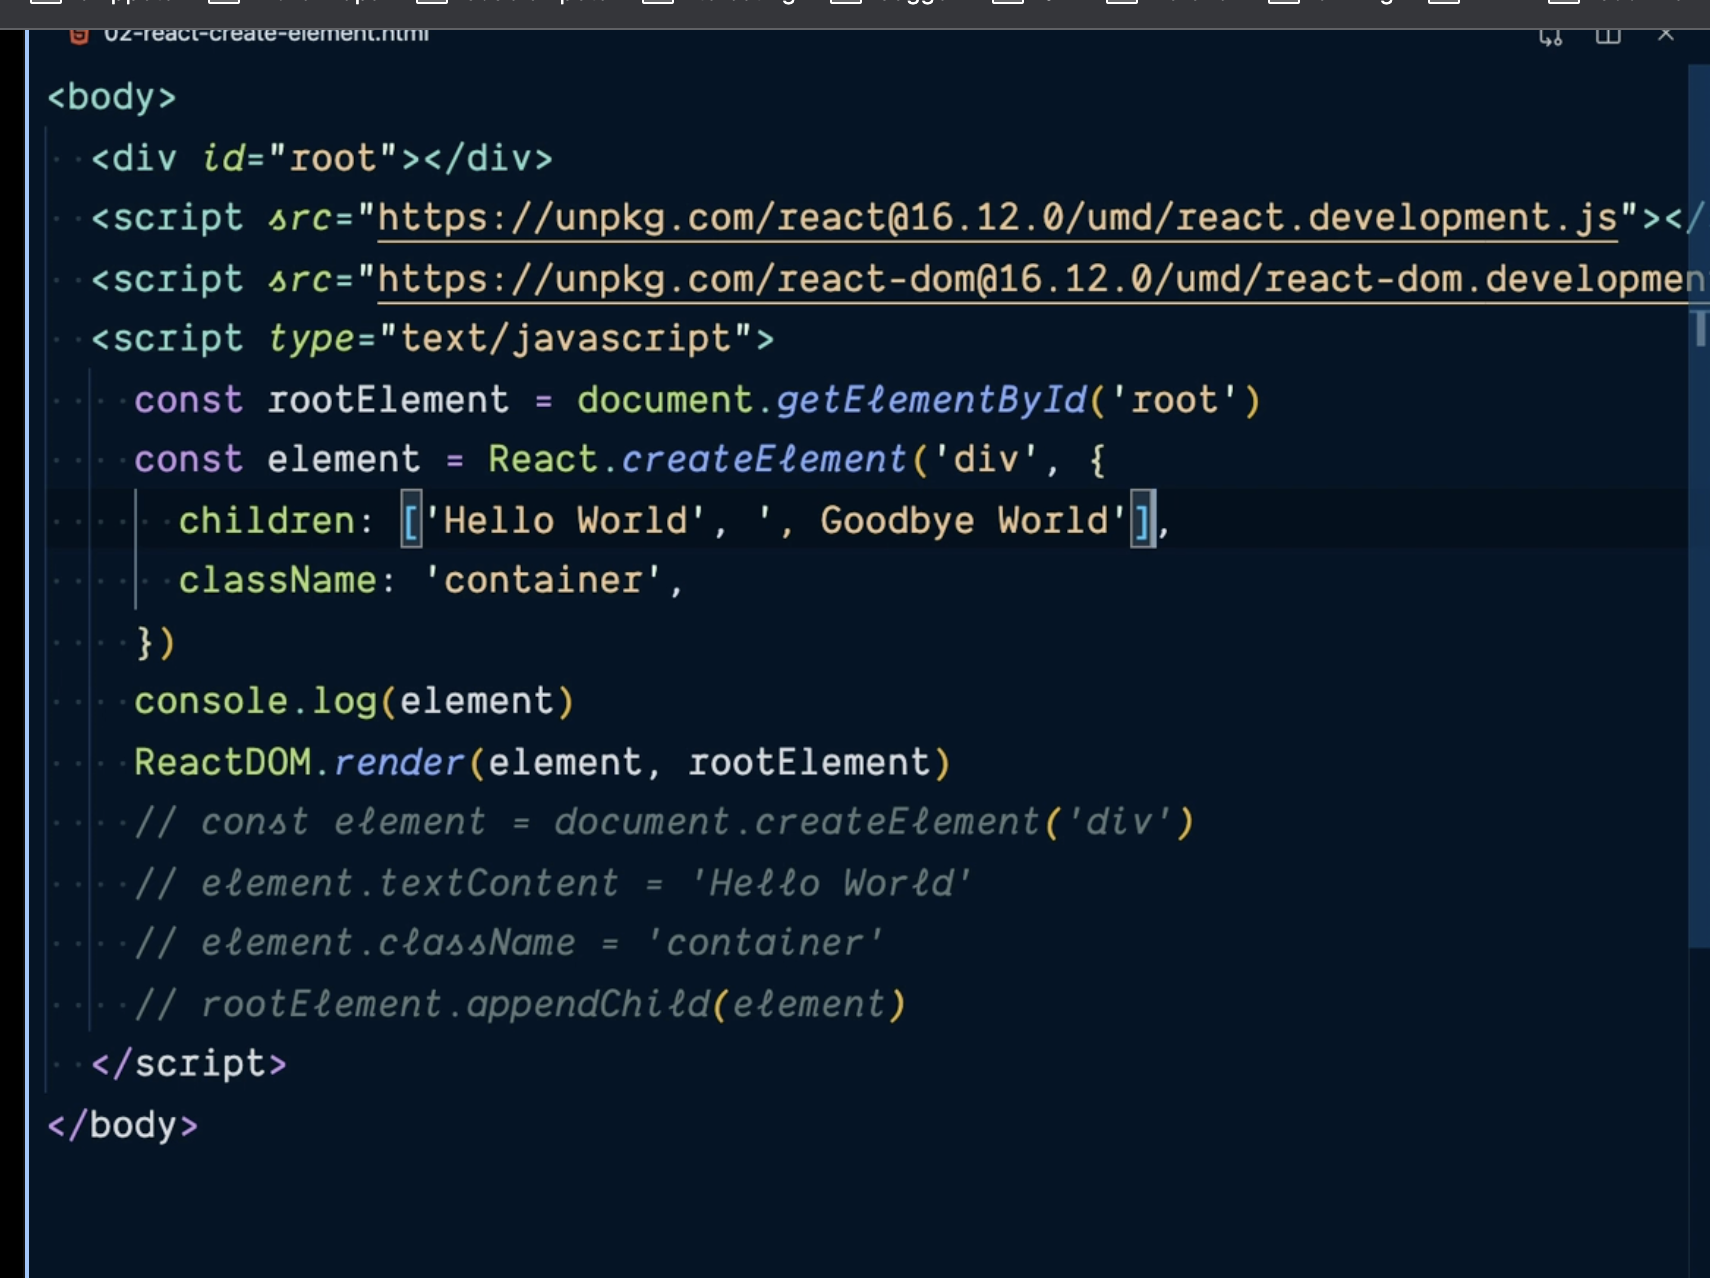 02-react-create-element.html
<body>
<div id="root"></div>
<script src="https://unpkg.com/react@16.12.0/umd/react.development.js"></
<script src="https://unpkg.com/react-dom@16.12.0/umd/react-dom.developmen
<script type="text/javascript">
const rootElement = document.getElementById('root')
const element = React.createElement('div', {
children: ['Hello World', ', Goodbye World'],
className: 'container',
})
console.log(element)
ReactDOM.render(element, rootElement)
// const element = document.createElement('div')
// element.textContent = 'Hello World'
// element.className = 'container'
// rootElement.appendChild(element)
</script>
</body>